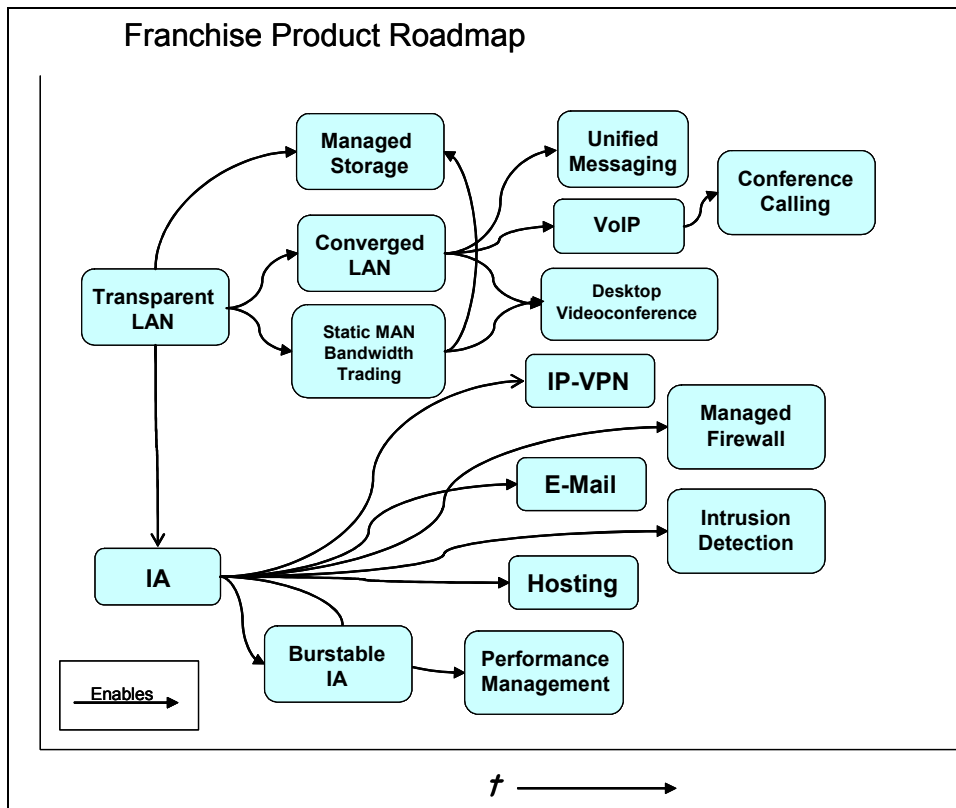 Franchise Product Roadmap
Managed
Storage
Unified
Messaging
Conference
Calling
VoIP
Converged
LAN
Transparent
LAN
Desktop
Videoconference
Static MAN
Bandwidth
Trading
IP-VPN
Managed
Firewall
E-Mail
Intrusion
Detection
IA
Hosting
Burstable
IA
Performance
Management
Enables
t